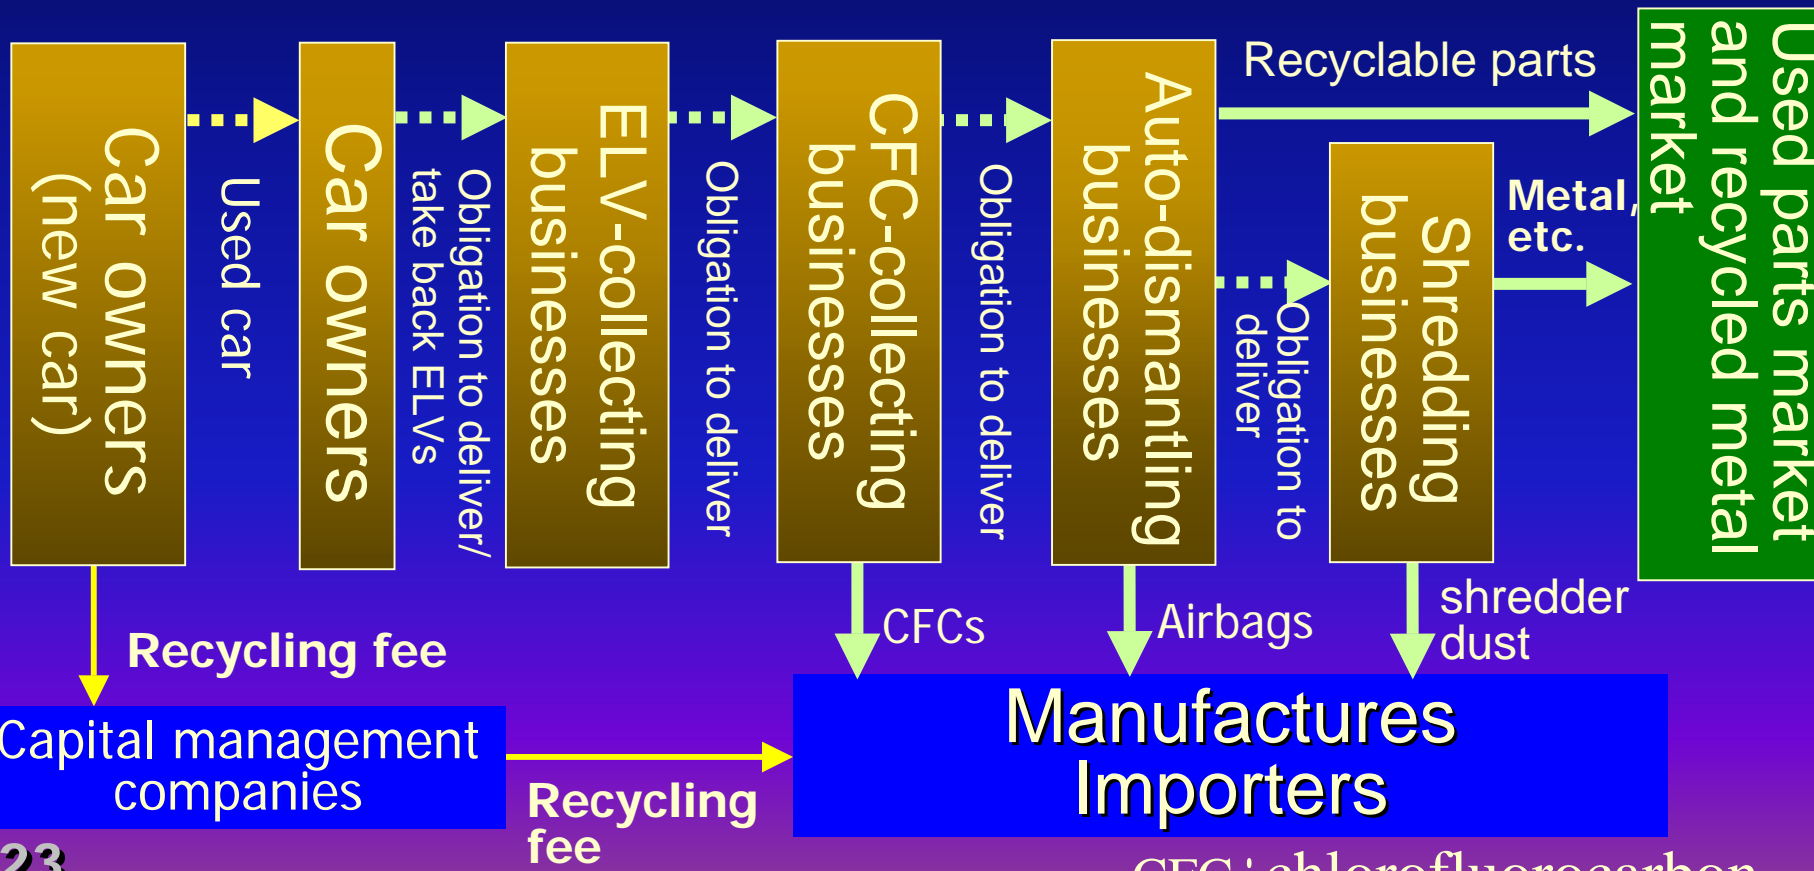 Car owners
(new car)
Used car
Car owners
Obligation to deliver/
take back ELVs
ELV-collecting
businesses
Obligation to deliver
CFC-collecting
businesses
Obligation to deliver
Auto-dismantling
businesses
Recyclable parts
Obligation to
deliver
Shredding
businesses
Metal,
etc.
Used parts market
and recycled metal
market
Recycling fee
CFCs
Airbags
shredder
dust
Capital management
companies
Recycling
fee
Manufactures
Importers
23
CFC: chlorofluorocarbon